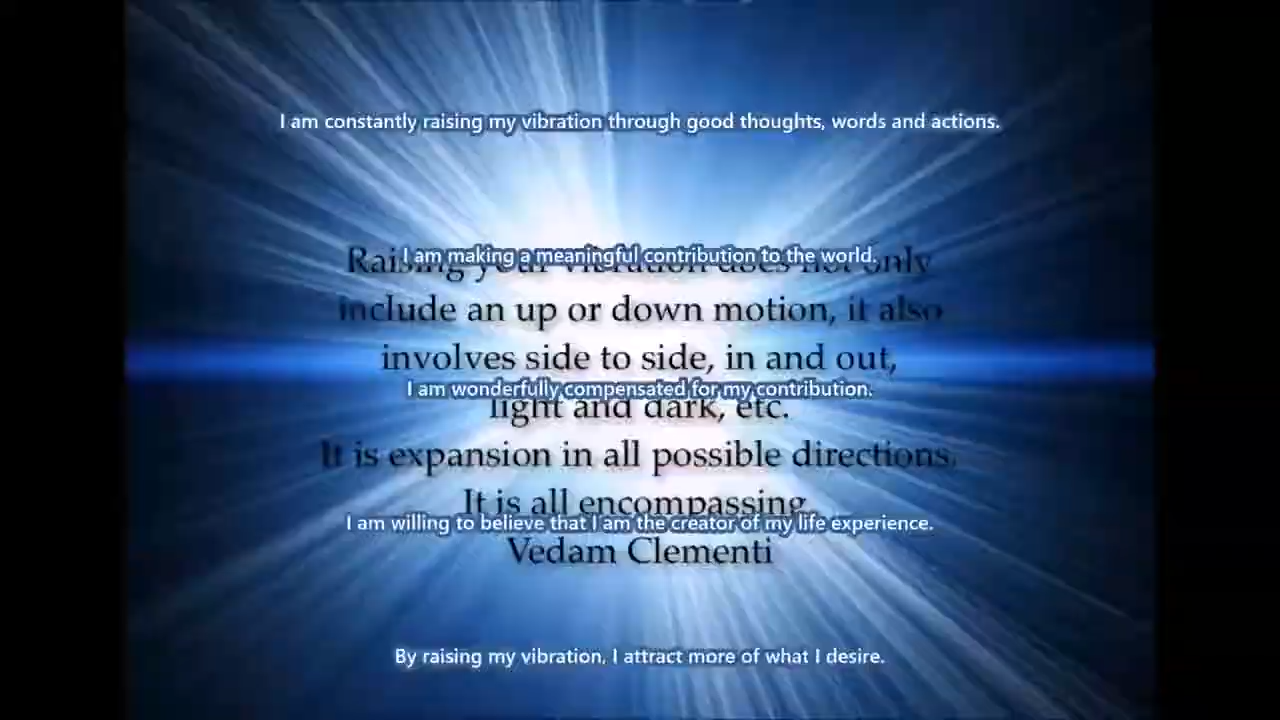 I am constantly raising my vibration through good thoughts, words and actions.
I am making a meaningful contribution to the world.
Raising your vibration does not only
include an up or down motion, it also
involves side to side, in and out,
I am wonderfully compensated for my contribution.
light and dark, etc.
It is expansion in all possible directions.
It is all encompassing
I am willing to believe that I am the creator of my life experience.
Vedam Clementi
By raising my vibration, I attract more of what I desire.